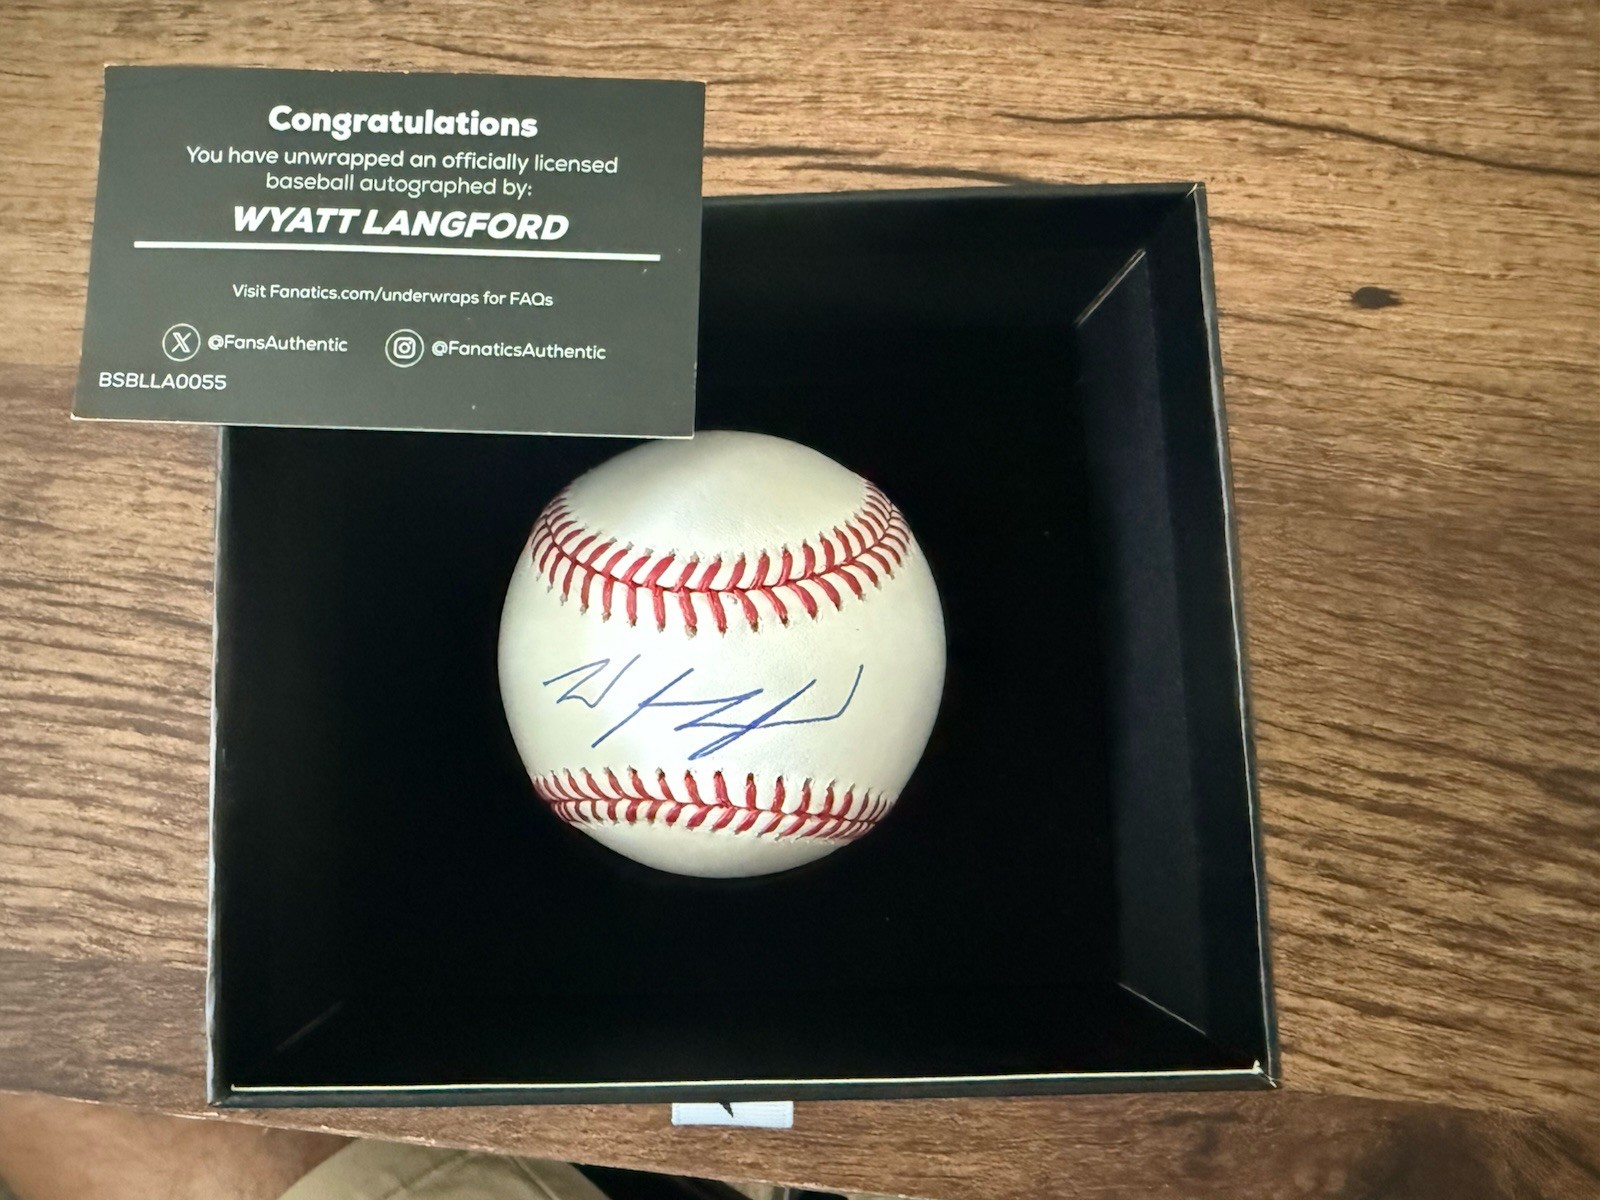 Congratulations
You have unwrapped an officially licensed
baseball autographed by:
WYATT LANGFORD
Visit Fanatics.com/underwraps for FAQs
@FansAuthentic @FanaticsAuthentic
BSBLLA0055